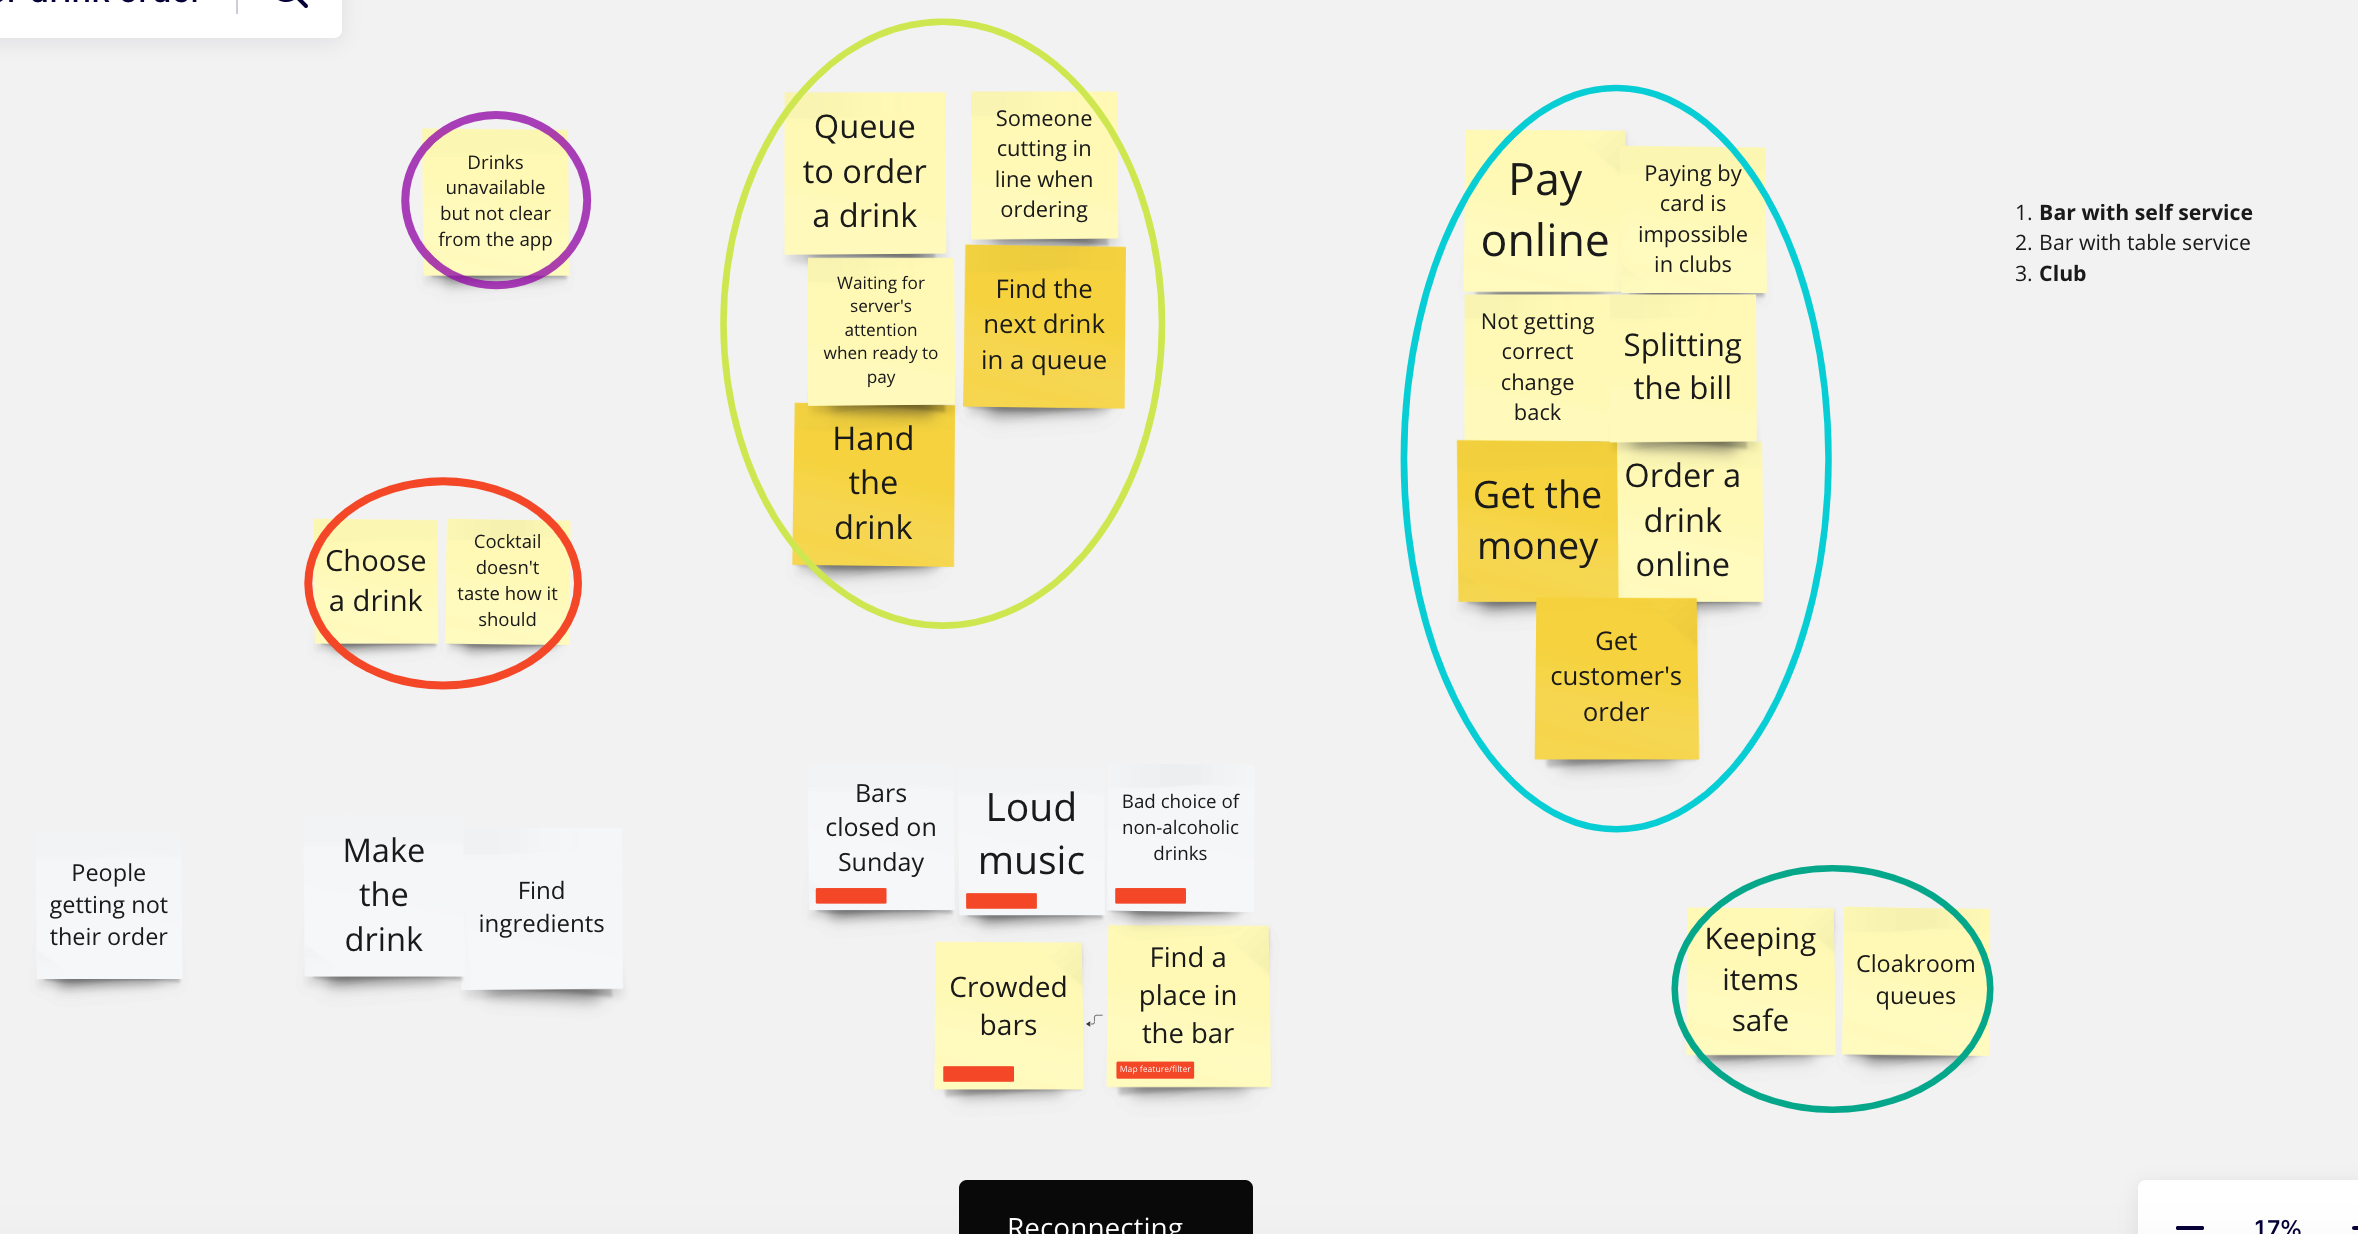 drink order
Drinks
unavailable
but not clear
from the app
Queue
to order
a drink
Someone
cutting in
line when
ordering
Waiting for
server's
attention
when ready to
pay
Find the
next drink
in a queue
Hand
the
drink
Pay
online
Paying by
card is
impossible
in clubs
Not getting
correct
change
back
Splitting
the bill
Get the
money
Order a
drink
online
Get
customer's
order
1. Bar with self service
2. Bar with table service
3. Club
Choose
a drink
Cocktail
doesn't
taste how it
should
People
getting not
their order
Make
the
drink
Find
ingredients
Bars
closed on
Sunday
Loud
music
Bad choice of
non-alcoholic
drinks
Crowded
bars
Find a
place in
the bar
Map feature/filter
Keeping
items
safe
Cloakroom
queues
Reconnecting
17%